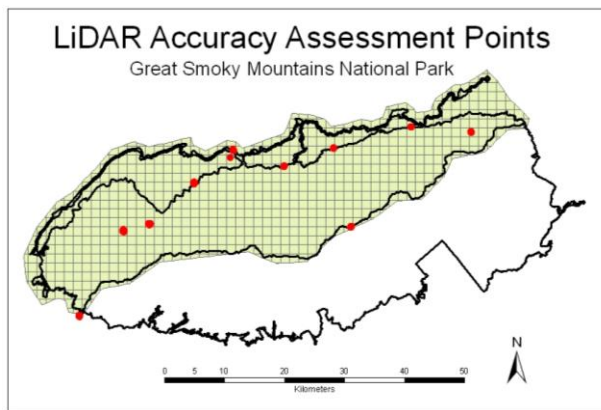 LiDAR Accuracy Assessment Points
Great Smoky Mountains National Park
N
0 5 10 20 30 40 50
Kilometers